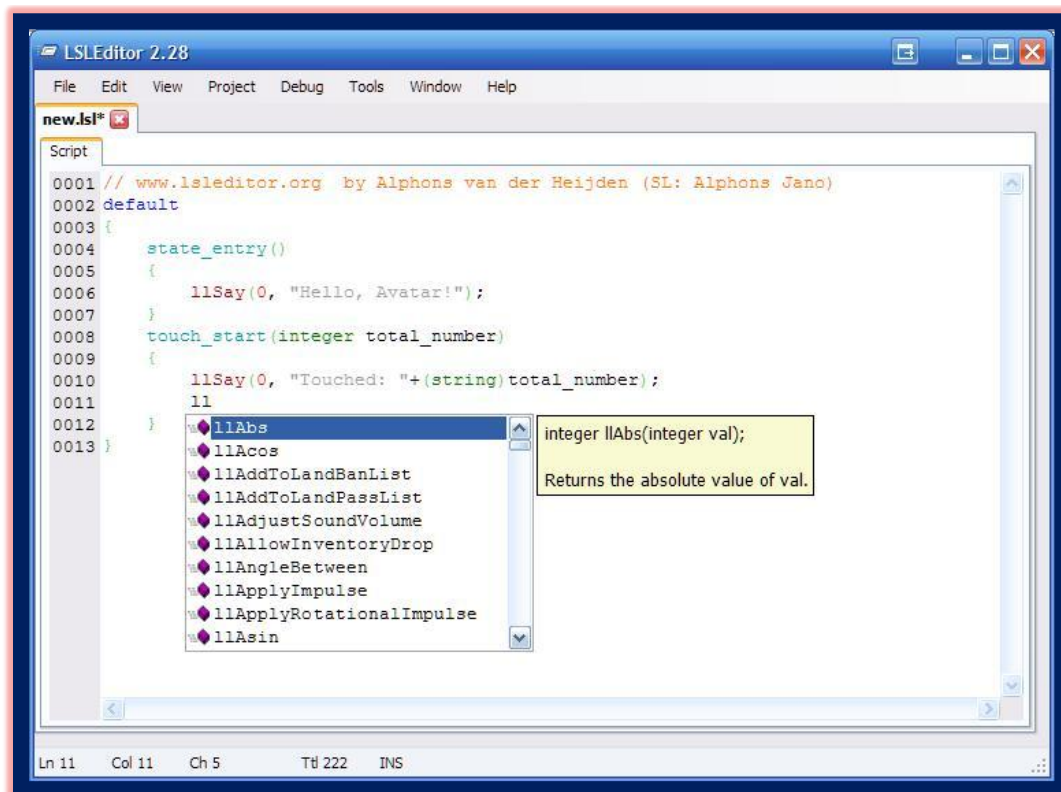 LSLEditor 2.28
File Edit View Project Debug Tools Window Help
new.lsl*
Script
0001 // www.lsleditor.org  by Alphons van der Heijden (SL: Alphons Jano)
0002 default
0003 {
0004     state_entry()
0005     {
0006         llSay(0, "Hello, Avatar!");
0007     }
0008     touch_start(integer total_number)
0009     {
0010         llSay(0, "Touched: "+(string)total_number);
0011         ll
0012     }
0013 }
llAbs
llAcos
llAddToLandBanList
llAddToLandPassList
llAdjustSoundVolume
llAllowInventoryDrop
llAngleBetween
llApplyImpulse
llApplyRotationalImpulse
llAsin
integer llAbs(integer val);
Returns the absolute value of val.
Ln 11 Col 11 Ch 5 Ttl 222 INS